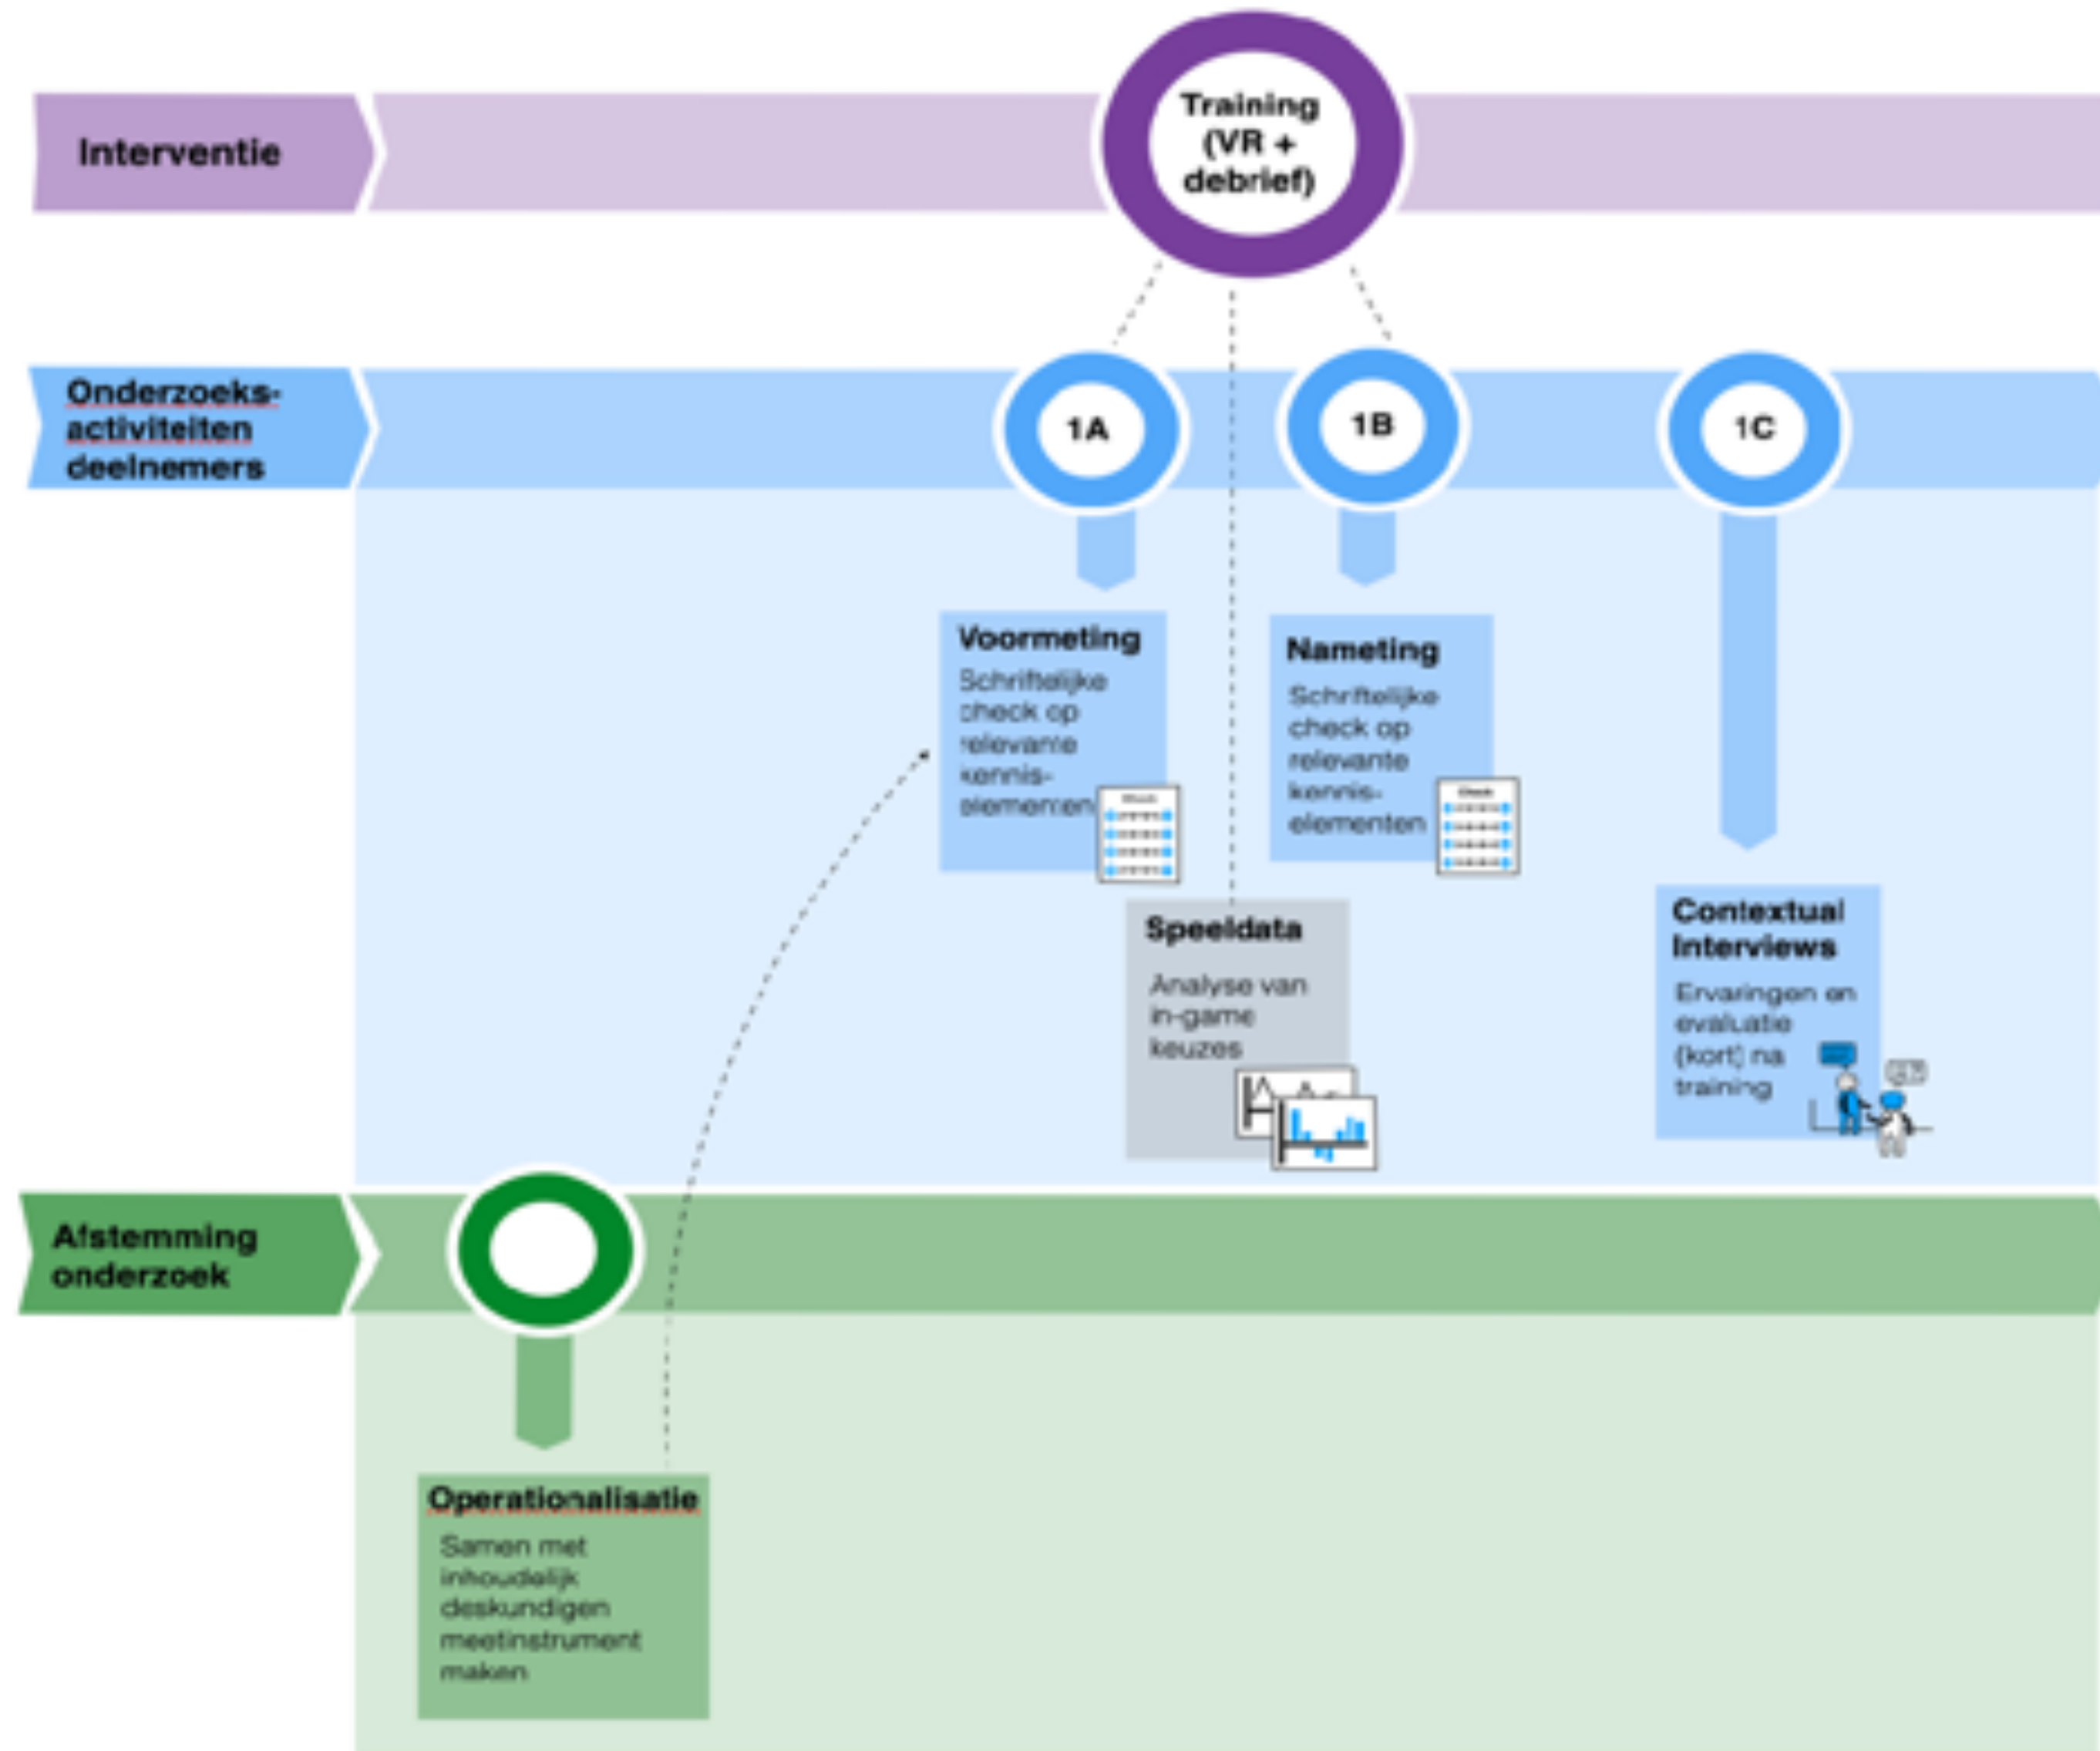 Training
(VR +
debrief)
Interventie
Onderzoeks-
activiteiten
deelnemers
1A
1B
1C
Voormeting
Schriftelijke
check op
relevante
kennis-
elementen
Check
Nameting
Schriftelijke
check op
relevante
kennis-
elementen
Check
Speeldata
Analyse van
in-game
keuzes
Contextual
Interviews
Ervaringen en
evaluatie
(kort) na
training
Afstemming
onderzoek
Operationalisatie
Samen met
inhoudelijk
deskundigen
meetinstrument
maken